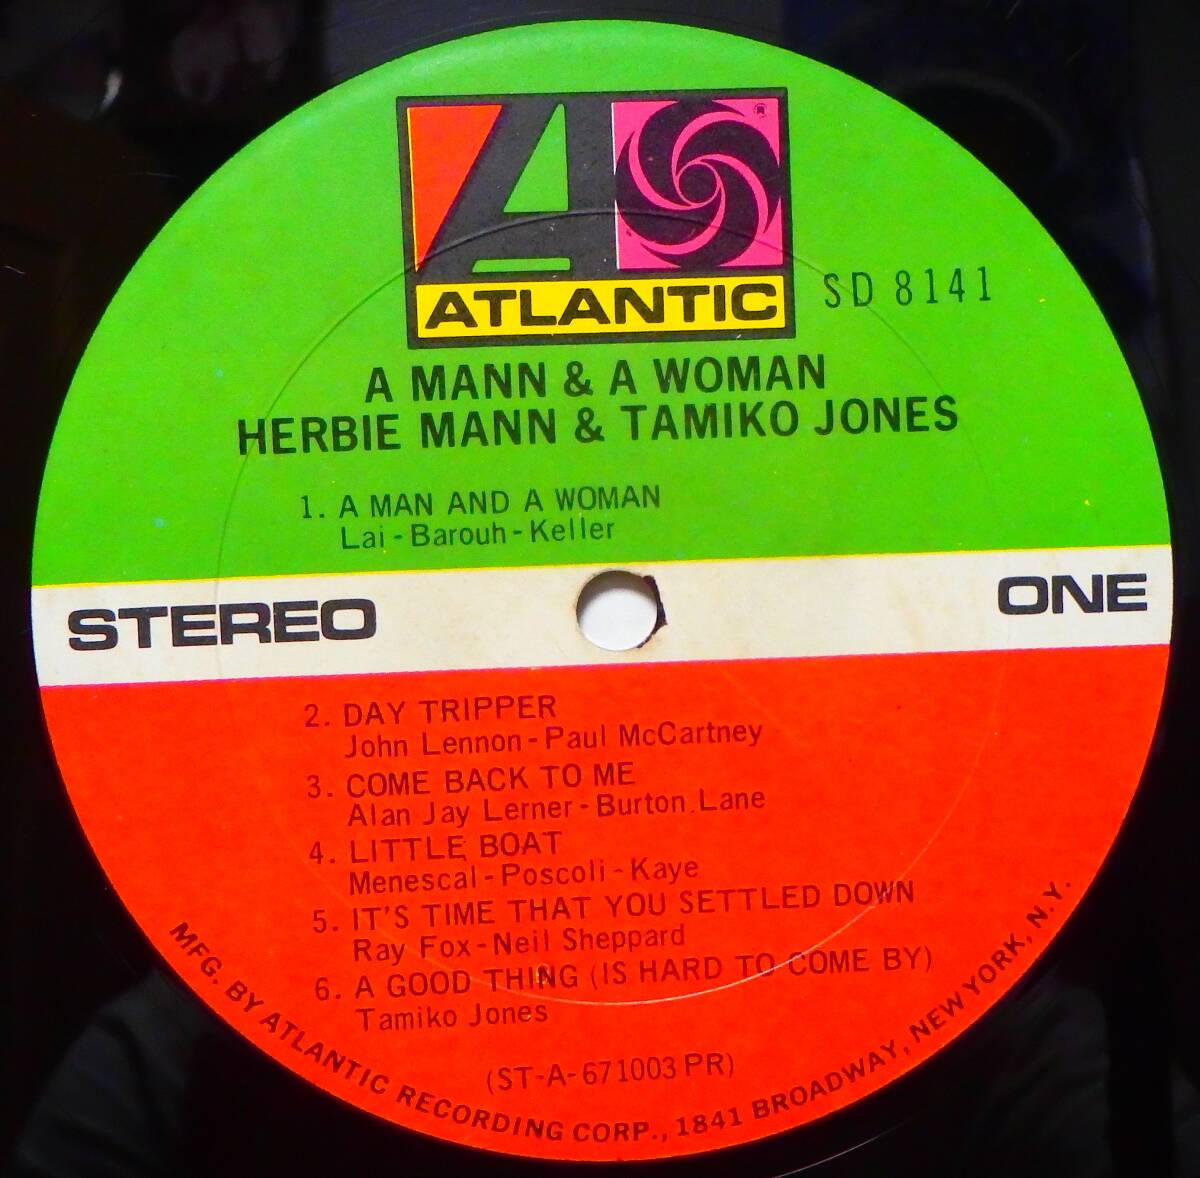 ATLANTIC
SD 8141
A MANN & A WOMAN
HERBIE MANN & TAMIKO JONES
1. A MAN AND A WOMAN
Lai - Barouh - Keller
STEREO
ONE
2. DAY TRIPPER
John Lennon - Paul McCartney
3. COME BACK TO ME
Alan Jay Lerner - Burton Lane
4. LITTLE BOAT
Menescal - Poscoli - Kaye
5. IT'S TIME THAT YOU SETTLED DOWN
Ray Fox - Neil Sheppard
6. A GOOD THING (IS HARD TO COME BY)
Tamiko Jones
(ST-A-671003 PR)
MFG. BY ATLANTIC RECORDING CORP., 1841 BROADWAY, NEW YORK, N.Y.